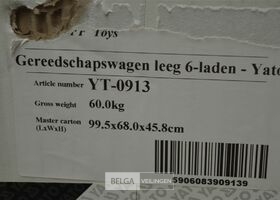 Toys
Gereedschapswagen leeg 6-laden - Yato
Article number YT-0913
Gross weight 60.0kg
Master carton
(LxWxH) 99.5x68.0x45.8cm
BELGA VEILINGEN
5906083909139